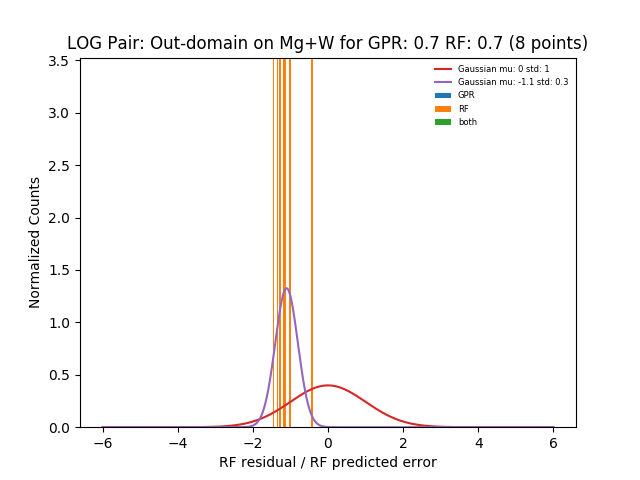 LOG Pair: Out-domain on Mg+W for GPR: 0.7 RF: 0.7 (8 points)
Gaussian mu: 0 std: 1
Gaussian mu: -1.1 std: 0.3
GPR
RF
both
Normalized Counts
3.5
3.0
2.5
2.0
1.5
1.0
0.5
0.0
−6 −4 −2 0 2 4 6
RF residual / RF predicted error